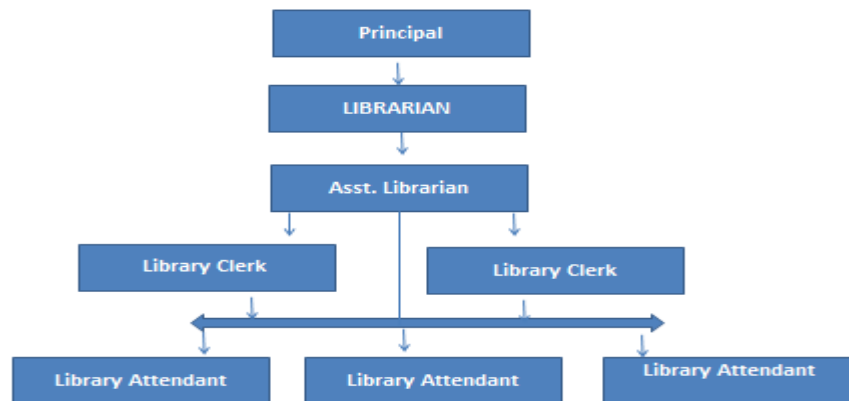 Principal
LIBRARIAN
Asst. Librarian
Library Clerk
Library Clerk
Library Attendant
Library Attendant
Library Attendant